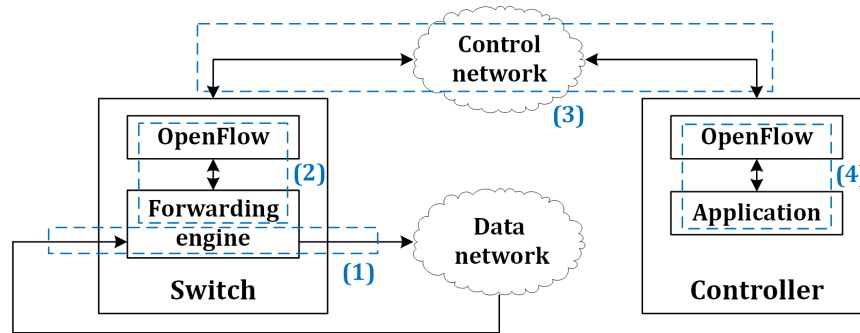 Control
network
(3)
OpenFlow
(2)
Forwarding
engine
(1)
Switch
Data
network
OpenFlow
(4)
Application
Controller